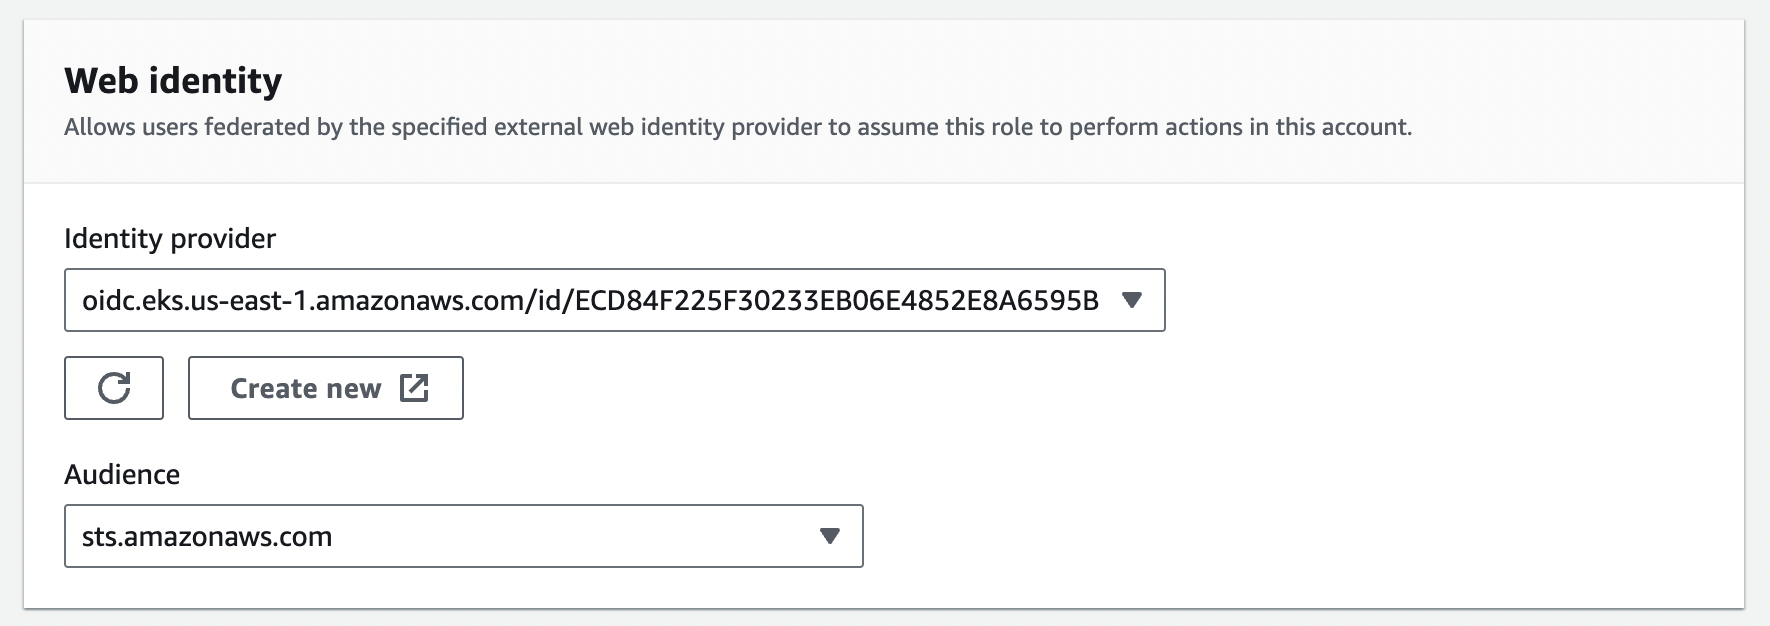 Web identity
Allows users federated by the specified external web identity provider to assume this role to perform actions in this account.
Identity provider
oidc.eks.us-east-1.amazonaws.com/id/ECD84F225F30233EB06E4852E8A6595B
Create new
Audience
sts.amazonaws.com